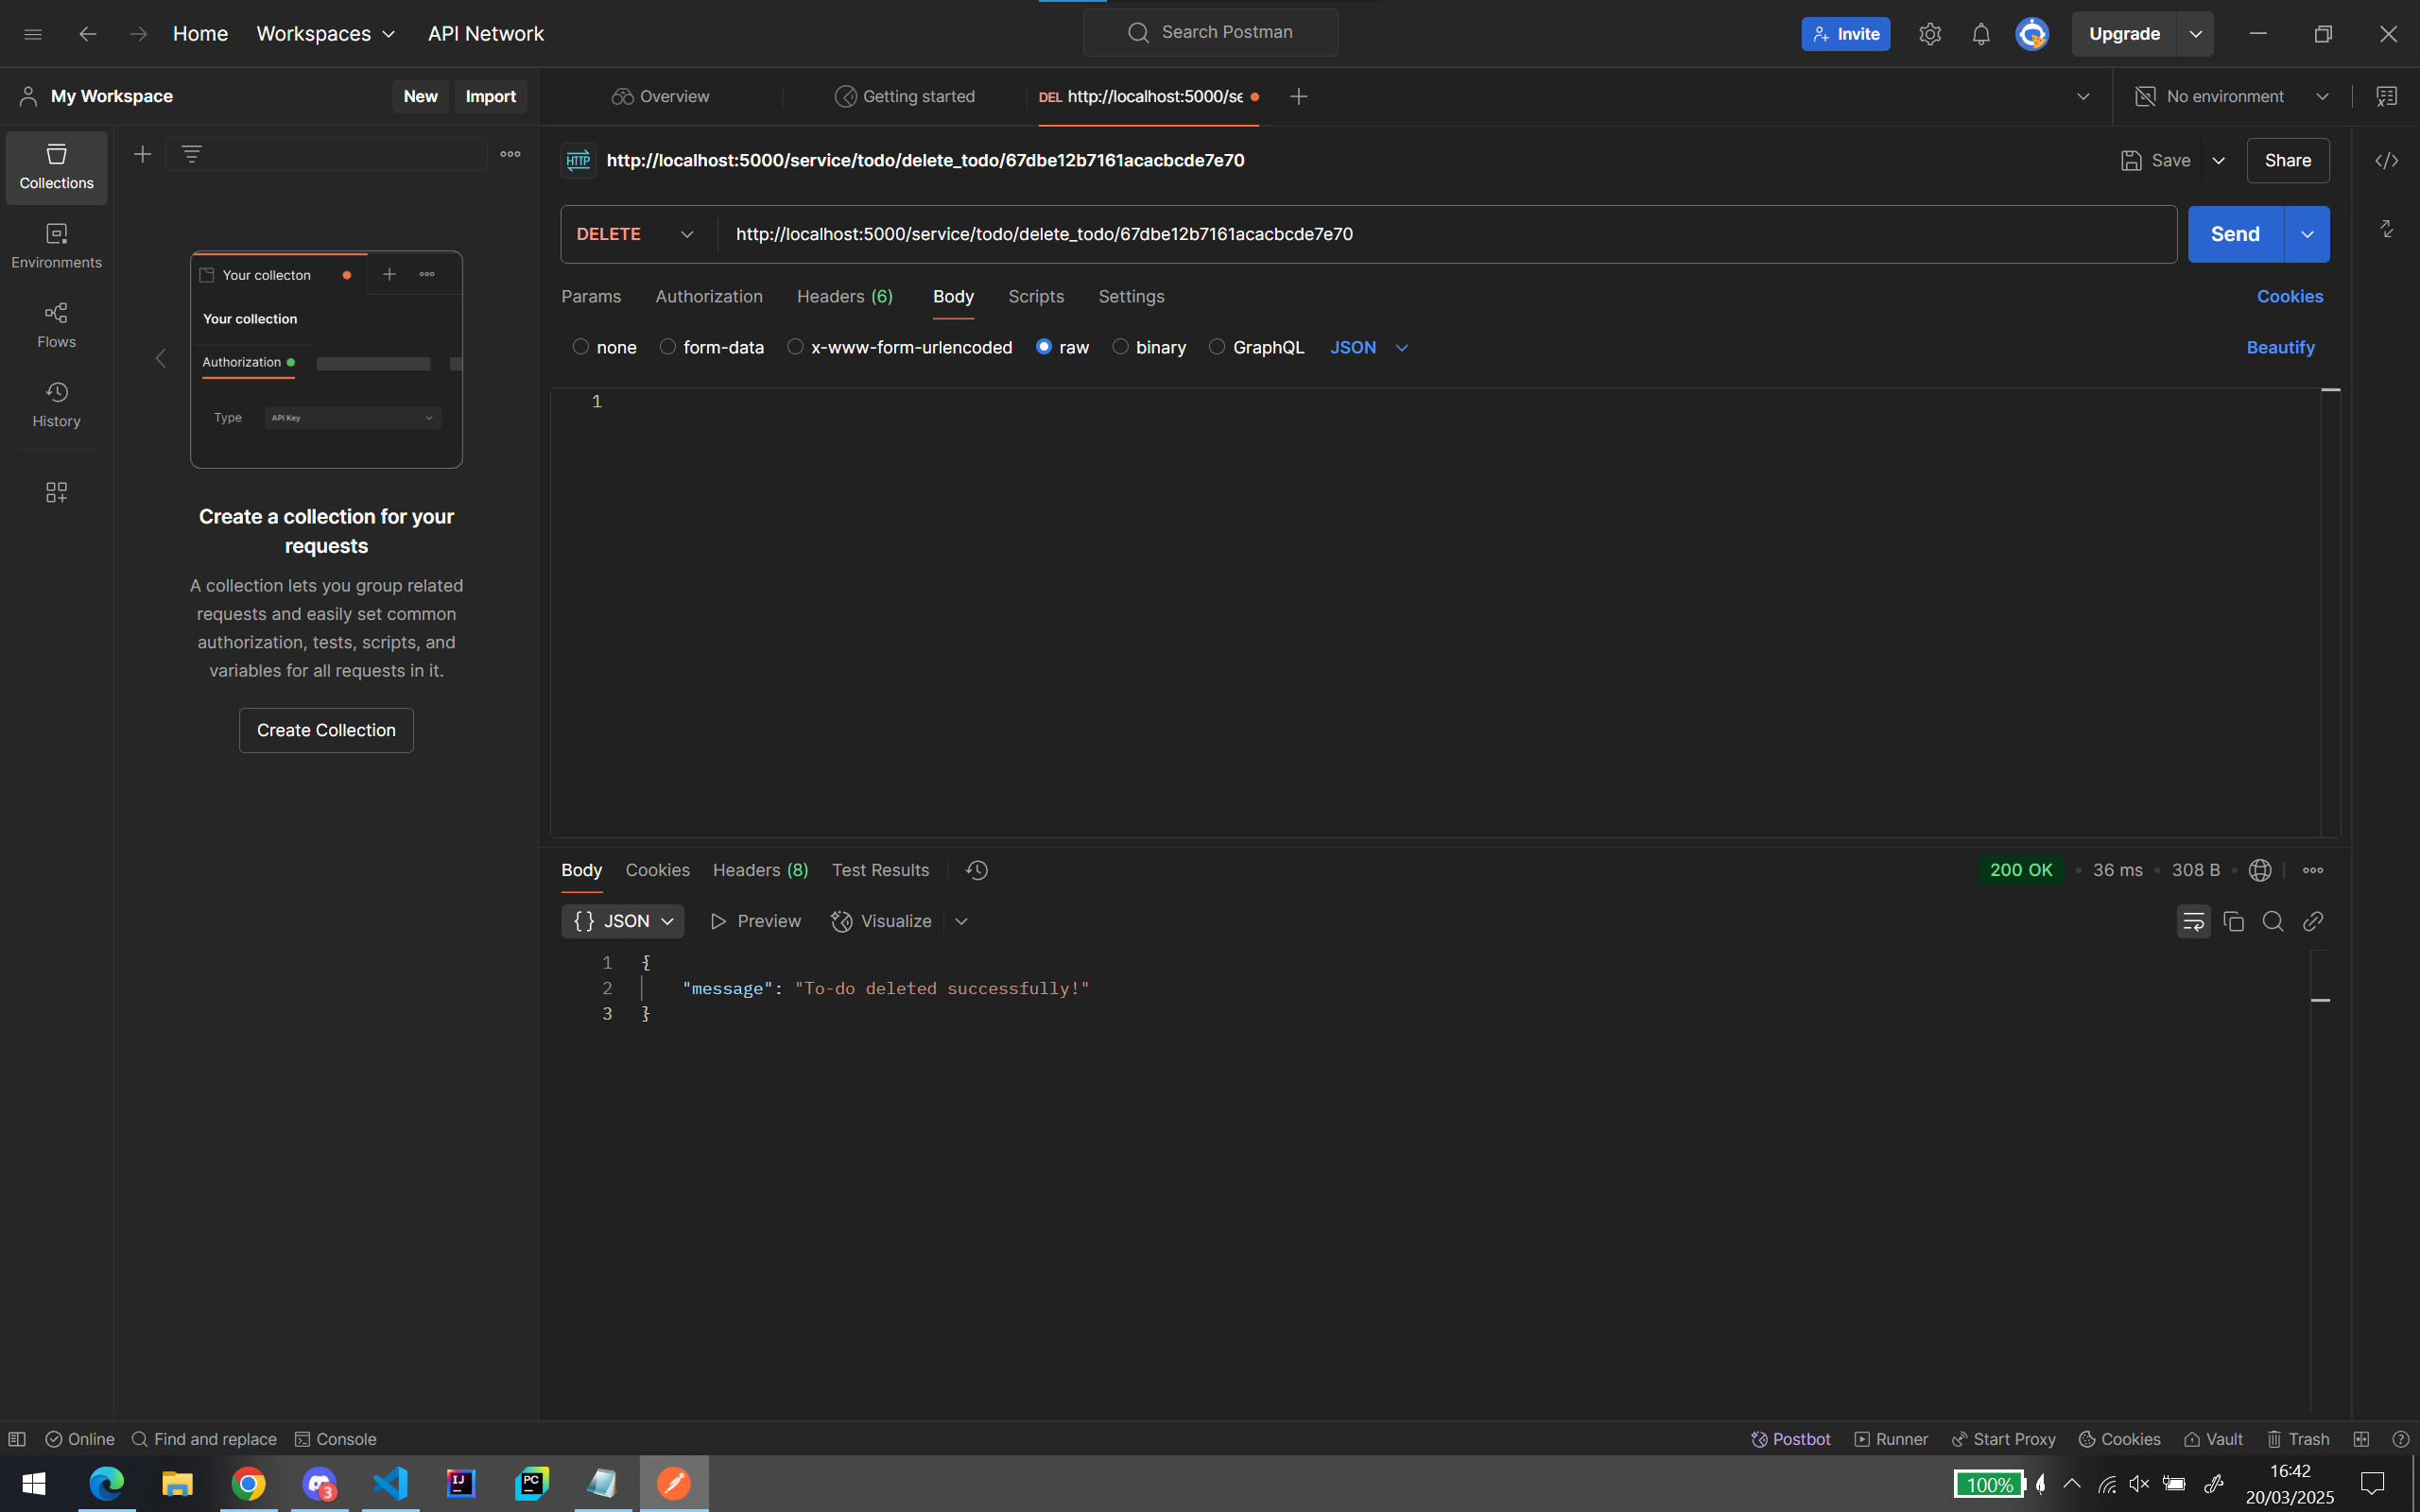 Home Workspaces API Network Search Postman Invite Upgrade
My Workspace New Import Overview Getting started DEL http://localhost:5000/se No environment
Collections
Environments
Flows
History
Your collecton
Your collection
Authorization
Type API Key
Create a collection for your
requests
A collection lets you group related
requests and easily set common
authorization, tests, scripts, and
variables for all requests in it.
Create Collection
HTTP http://localhost:5000/service/todo/delete_todo/67dbe12b7161acacbcde7e70 Save Share
DELETE http://localhost:5000/service/todo/delete_todo/67dbe12b7161acacbcde7e70 Send
Params Authorization Headers (6) Body Scripts Settings Cookies
none form-data x-www-form-urlencoded raw binary GraphQL JSON Beautify
1
Body Cookies Headers (8) Test Results 200 OK • 36 ms • 308 B •
{} JSON Preview Visualize
1 {
2 "message": "To-do deleted successfully!"
3 }
Online Find and replace Console Postbot Runner Start Proxy Cookies Vault Trash
3 IJ PC 100% 16:42
20/03/2025